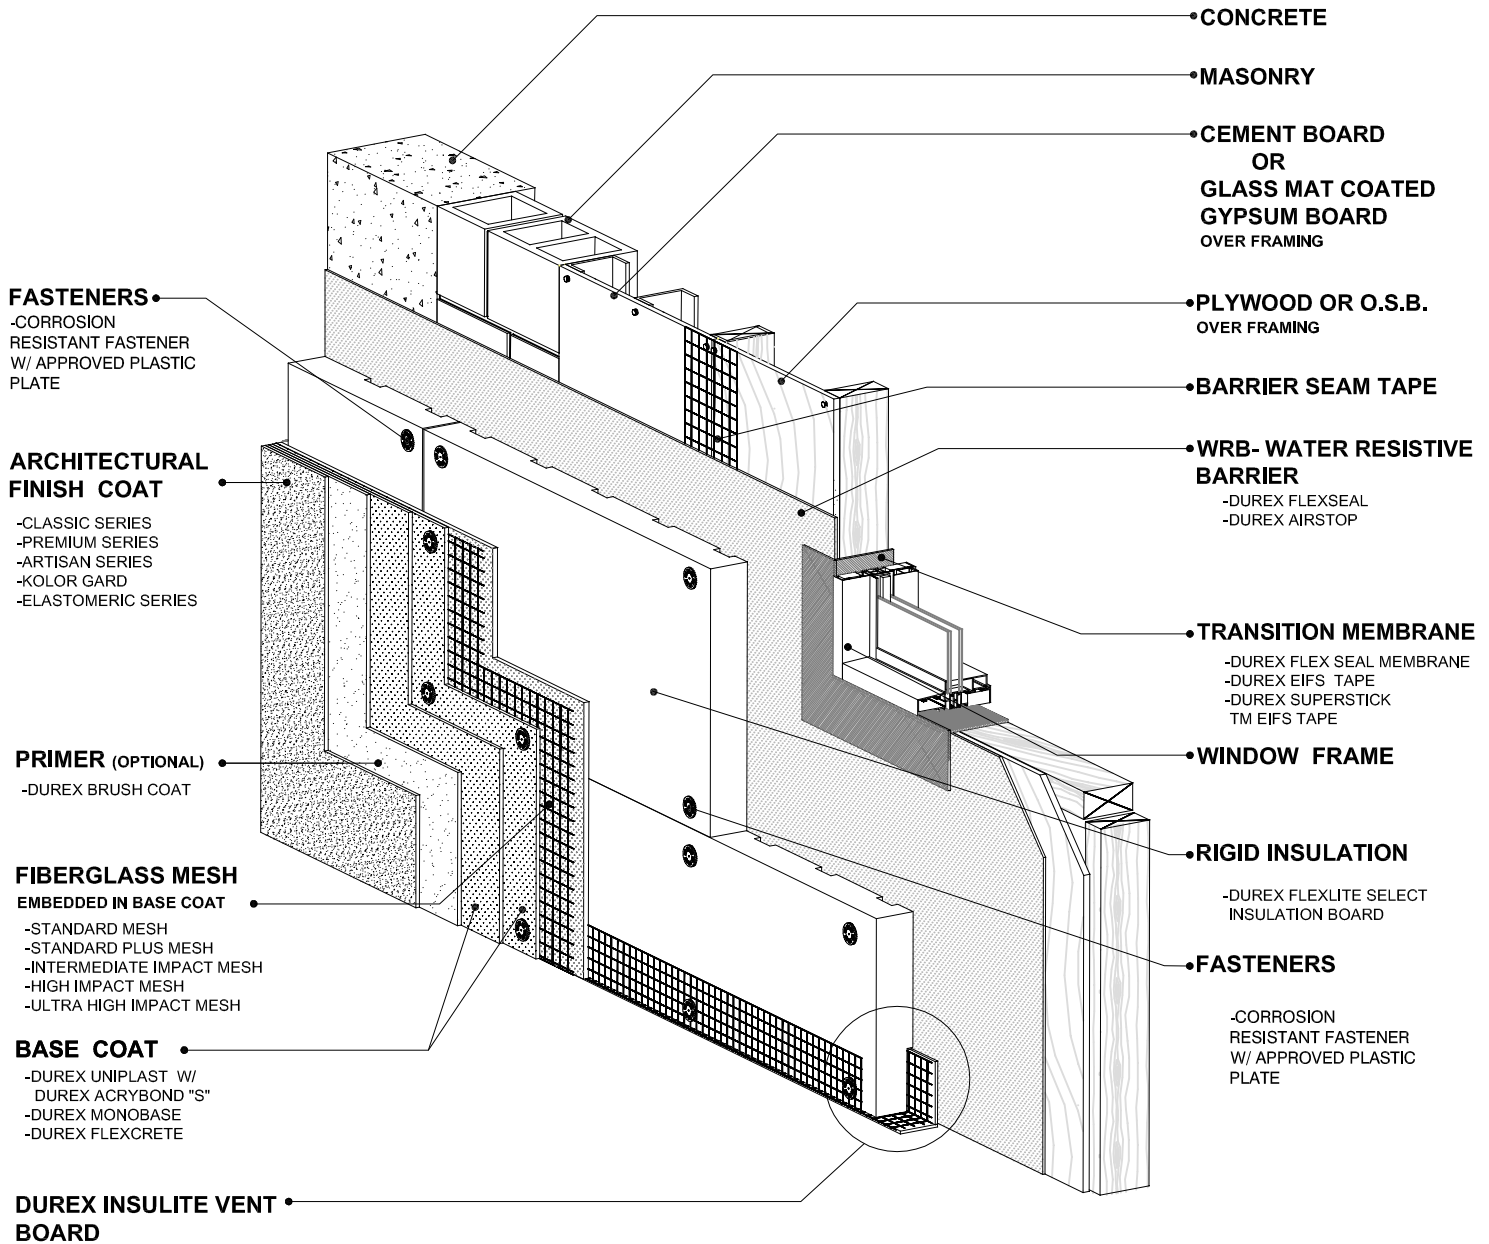 CONCRETE
MASONRY
CEMENT BOARD
OR
GLASS MAT COATED
GYPSUM BOARD
OVER FRAMING
PLYWOOD OR O.S.B.
OVER FRAMING
BARRIER SEAM TAPE
WRB- WATER RESISTIVE
BARRIER
-DUREX FLEXSEAL
-DUREX AIRSTOP
TRANSITION MEMBRANE
-DUREX FLEX SEAL MEMBRANE
-DUREX EIFS TAPE
-DUREX SUPERSTICK
TM EIFS TAPE
WINDOW FRAME
RIGID INSULATION
-DUREX FLEXLITE SELECT
INSULATION BOARD
FASTENERS
-CORROSION
RESISTANT FASTENER
W/ APPROVED PLASTIC
PLATE
FASTENERS
-CORROSION
RESISTANT FASTENER
W/ APPROVED PLASTIC
PLATE
ARCHITECTURAL
FINISH COAT
-CLASSIC SERIES
-PREMIUM SERIES
-ARTISAN SERIES
-KOLOR GARD
-ELASTOMERIC SERIES
PRIMER (OPTIONAL)
-DUREX BRUSH COAT
FIBERGLASS MESH
EMBEDDED IN BASE COAT
-STANDARD MESH
-STANDARD PLUS MESH
-INTERMEDIATE IMPACT MESH
-HIGH IMPACT MESH
-ULTRA HIGH IMPACT MESH
BASE COAT
-DUREX UNIPLAST W/
DUREX ACRYBOND "S"
-DUREX MONOBASE
-DUREX FLEXCRETE
DUREX INSULITE VENT
BOARD